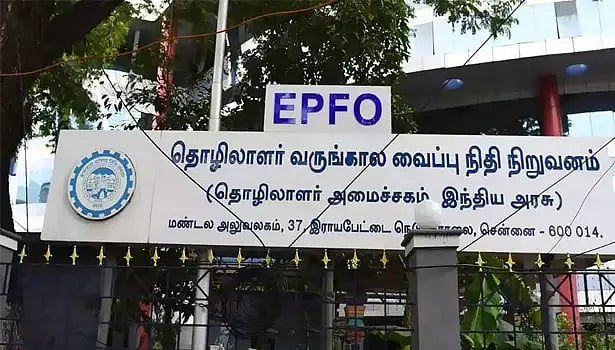 EPFO
தொழிலாளர் வருங்கால வைப்பு நிதி நிறுவனம்
(தொழிலாளர் அமைச்சகம் இந்திய அரசு)
மண்டல அலுவலகம், 37, இராயபேட்டை சென்னை - 600 014.